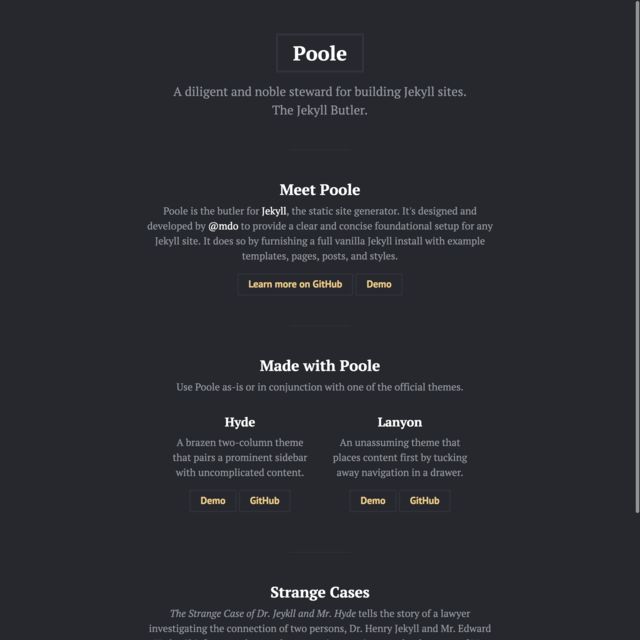 Poole
A diligent and noble steward for building Jekyll sites.
The Jekyll Butler.
Meet Poole
Poole is the butler for Jekyll, the static site generator. It's designed and
developed by @mdo to provide a clear and concise foundational setup for any
Jekyll site. It does so by furnishing a full vanilla Jekyll install with example
templates, pages, posts, and styles.
Learn more on GitHub Demo
Made with Poole
Use Poole as-is or in conjunction with one of the official themes.
Hyde
A brazen two-column theme
that pairs a prominent sidebar
with uncomplicated content.
Demo GitHub
Lanyon
An unassuming theme that
places content first by tucking
away navigation in a drawer.
Demo GitHub
Strange Cases
The Strange Case of Dr. Jeykll and Mr. Hyde tells the story of a lawyer
investigating the connection of two persons, Dr. Henry Jekyll and Mr. Edward